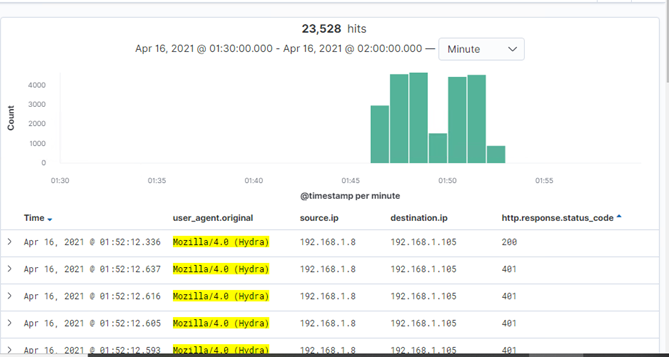 23,528 hits
Apr 16, 2021 @ 01:30:00.000 - Apr 16, 2021 @ 02:00:00.000 — Minute
Count
4000
3000
2000
1000
0
01:30 01:35 01:40 01:45 01:50 01:55
@timestamp per minute
Time user_agent.original source.ip destination.ip http.response.status_code
Apr 16, 2021 @ 01:52:12.336 Mozilla/4.0 (Hydra) 192.168.1.8 192.168.1.105 200
Apr 16, 2021 @ 01:52:12.637 Mozilla/4.0 (Hydra) 192.168.1.8 192.168.1.105 401
Apr 16, 2021 @ 01:52:12.616 Mozilla/4.0 (Hydra) 192.168.1.8 192.168.1.105 401
Apr 16, 2021 @ 01:52:12.605 Mozilla/4.0 (Hydra) 192.168.1.8 192.168.1.105 401
Apr 16, 2021 @ 01:52:12.593 Mozilla/4.0 (Hydra) 192.168.1.8 192.168.1.105 401